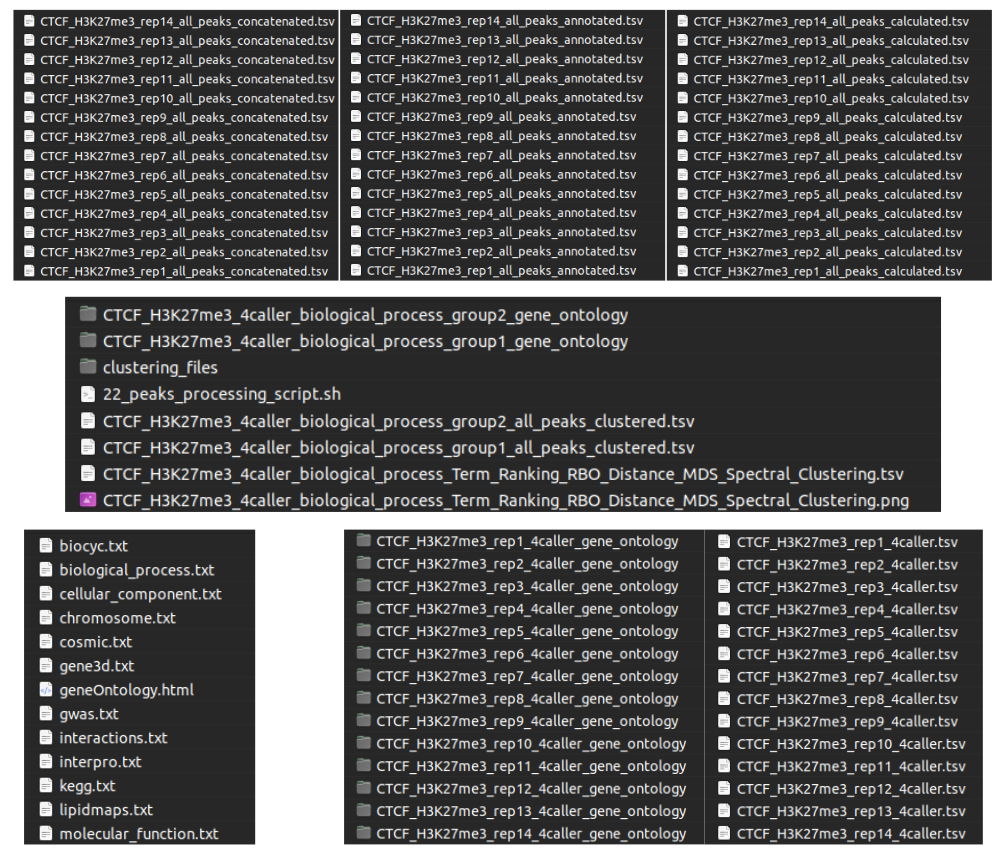 CTCF_H3K27me3_rep14_all_peaks_concatenated.tsv
CTCF_H3K27me3_rep13_all_peaks_concatenated.tsv
CTCF_H3K27me3_rep12_all_peaks_concatenated.tsv
CTCF_H3K27me3_rep11_all_peaks_concatenated.tsv
CTCF_H3K27me3_rep10_all_peaks_concatenated.tsv
CTCF_H3K27me3_rep9_all_peaks_concatenated.tsv
CTCF_H3K27me3_rep8_all_peaks_concatenated.tsv
CTCF_H3K27me3_rep7_all_peaks_concatenated.tsv
CTCF_H3K27me3_rep6_all_peaks_concatenated.tsv
CTCF_H3K27me3_rep5_all_peaks_concatenated.tsv
CTCF_H3K27me3_rep4_all_peaks_concatenated.tsv
CTCF_H3K27me3_rep3_all_peaks_concatenated.tsv
CTCF_H3K27me3_rep2_all_peaks_concatenated.tsv
CTCF_H3K27me3_rep1_all_peaks_concatenated.tsv
CTCF_H3K27me3_rep14_all_peaks_annotated.tsv
CTCF_H3K27me3_rep13_all_peaks_annotated.tsv
CTCF_H3K27me3_rep12_all_peaks_annotated.tsv
CTCF_H3K27me3_rep11_all_peaks_annotated.tsv
CTCF_H3K27me3_rep10_all_peaks_annotated.tsv
CTCF_H3K27me3_rep9_all_peaks_annotated.tsv
CTCF_H3K27me3_rep8_all_peaks_annotated.tsv
CTCF_H3K27me3_rep7_all_peaks_annotated.tsv
CTCF_H3K27me3_rep6_all_peaks_annotated.tsv
CTCF_H3K27me3_rep5_all_peaks_annotated.tsv
CTCF_H3K27me3_rep4_all_peaks_annotated.tsv
CTCF_H3K27me3_rep3_all_peaks_annotated.tsv
CTCF_H3K27me3_rep2_all_peaks_annotated.tsv
CTCF_H3K27me3_rep1_all_peaks_annotated.tsv
CTCF_H3K27me3_rep14_all_peaks_calculated.tsv
CTCF_H3K27me3_rep13_all_peaks_calculated.tsv
CTCF_H3K27me3_rep12_all_peaks_calculated.tsv
CTCF_H3K27me3_rep11_all_peaks_calculated.tsv
CTCF_H3K27me3_rep10_all_peaks_calculated.tsv
CTCF_H3K27me3_rep9_all_peaks_calculated.tsv
CTCF_H3K27me3_rep8_all_peaks_calculated.tsv
CTCF_H3K27me3_rep7_all_peaks_calculated.tsv
CTCF_H3K27me3_rep6_all_peaks_calculated.tsv
CTCF_H3K27me3_rep5_all_peaks_calculated.tsv
CTCF_H3K27me3_rep4_all_peaks_calculated.tsv
CTCF_H3K27me3_rep3_all_peaks_calculated.tsv
CTCF_H3K27me3_rep2_all_peaks_calculated.tsv
CTCF_H3K27me3_rep1_all_peaks_calculated.tsv
CTCF_H3K27me3_4caller_biological_process_group2_gene_ontology
CTCF_H3K27me3_4caller_biological_process_group1_gene_ontology
clustering_files
22_peaks_processing_script.sh
CTCF_H3K27me3_4caller_biological_process_group2_all_peaks_clustered.tsv
CTCF_H3K27me3_4caller_biological_process_group1_all_peaks_clustered.tsv
CTCF_H3K27me3_4caller_biological_process_Term_Ranking_RBO_Distance_MDS_Spectral_Clustering.tsv
CTCF_H3K27me3_4caller_biological_process_Term_Ranking_RBO_Distance_MDS_Spectral_Clustering.png
biocyc.txt
biological_process.txt
cellular_component.txt
chromosome.txt
cosmic.txt
gene3d.txt
geneOntology.html
gwas.txt
interactions.txt
interpro.txt
kegg.txt
lipidmaps.txt
molecular_function.txt
CTCF_H3K27me3_rep1_4caller_gene_ontology
CTCF_H3K27me3_rep2_4caller_gene_ontology
CTCF_H3K27me3_rep3_4caller_gene_ontology
CTCF_H3K27me3_rep4_4caller_gene_ontology
CTCF_H3K27me3_rep5_4caller_gene_ontology
CTCF_H3K27me3_rep6_4caller_gene_ontology
CTCF_H3K27me3_rep7_4caller_gene_ontology
CTCF_H3K27me3_rep8_4caller_gene_ontology
CTCF_H3K27me3_rep9_4caller_gene_ontology
CTCF_H3K27me3_rep10_4caller_gene_ontology
CTCF_H3K27me3_rep11_4caller_gene_ontology
CTCF_H3K27me3_rep12_4caller_gene_ontology
CTCF_H3K27me3_rep13_4caller_gene_ontology
CTCF_H3K27me3_rep14_4caller_gene_ontology
CTCF_H3K27me3_rep1_4caller.tsv
CTCF_H3K27me3_rep2_4caller.tsv
CTCF_H3K27me3_rep3_4caller.tsv
CTCF_H3K27me3_rep4_4caller.tsv
CTCF_H3K27me3_rep5_4caller.tsv
CTCF_H3K27me3_rep6_4caller.tsv
CTCF_H3K27me3_rep7_4caller.tsv
CTCF_H3K27me3_rep8_4caller.tsv
CTCF_H3K27me3_rep9_4caller.tsv
CTCF_H3K27me3_rep10_4caller.tsv
CTCF_H3K27me3_rep11_4caller.tsv
CTCF_H3K27me3_rep12_4caller.tsv
CTCF_H3K27me3_rep13_4caller.tsv
CTCF_H3K27me3_rep14_4caller.tsv